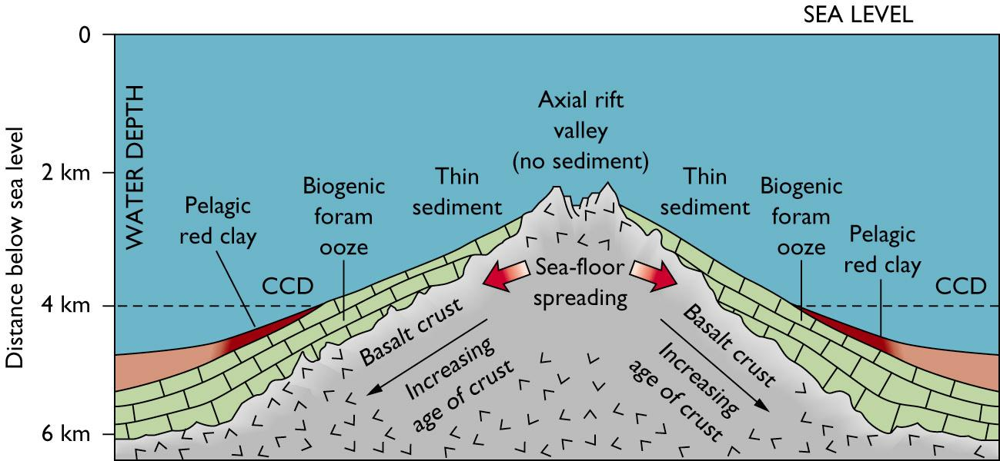 SEA LEVEL
0
2 km
4 km
6 km
Distance below sea level
WATER DEPTH
Pelagic
red clay
CCD
Biogenic
foram
ooze
Thin
sediment
Axial rift
valley
(no sediment)
Thin
sediment
Biogenic
foram
ooze
Pelagic
red clay
CCD
Sea-floor
spreading
Basalt crust
Increasing
age of crust
Basalt crust
Increasing
age of crust